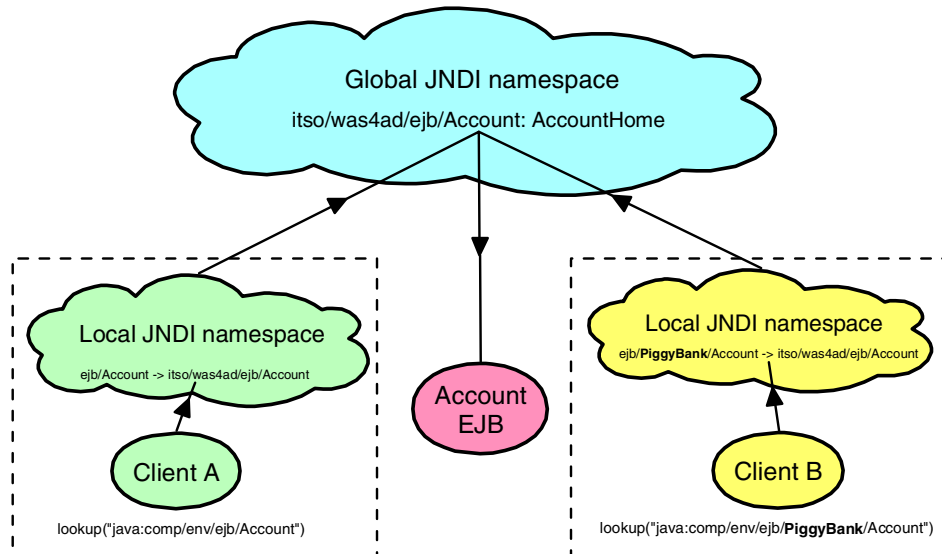 Global JNDI namespace
itso/was4ad/ejb/Account: AccountHome
Local JNDI namespace
ejb/Account -> itso/was4ad/ejb/Account
Client A
lookup("java:comp/env/ejb/Account")
Account
EJB
Local JNDI namespace
ejb/PiggyBank/Account -> itso/was4ad/ejb/Account
Client B
lookup("java:comp/env/ejb/PiggyBank/Account")